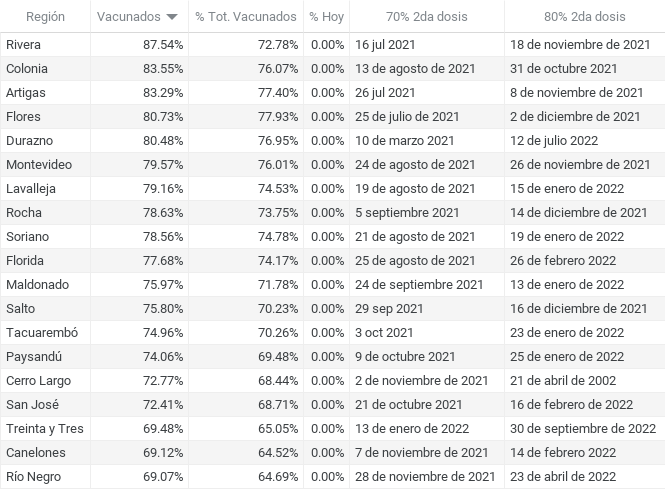 Región Vacunados % Tot. Vacunados % Hoy 70% 2da dosis 80% 2da dosis
Rivera 87.54% 72.78% 0.00% 16 jul 2021 18 de noviembre de 2021
Colonia 83.55% 76.07% 0.00% 13 de agosto de 2021 31 de octubre 2021
Artigas 83.29% 77.40% 0.00% 26 jul 2021 8 de noviembre de 2021
Flores 80.73% 77.93% 0.00% 25 de julio de 2021 2 de diciembre de 2021
Durazno 80.48% 76.95% 0.00% 10 de marzo 2021 12 de julio 2022
Montevideo 79.57% 76.01% 0.00% 24 de agosto de 2021 26 de noviembre de 2021
Lavalleja 79.16% 74.53% 0.00% 19 de agosto de 2021 15 de enero de 2022
Rocha 78.63% 73.75% 0.00% 5 septiembre 2021 14 de diciembre de 2021
Soriano 78.56% 74.78% 0.00% 21 de agosto de 2021 19 de enero de 2022
Florida 77.68% 74.17% 0.00% 25 de agosto de 2021 26 de febrero 2022
Maldonado 75.97% 71.78% 0.00% 24 de septiembre de 2021 13 de enero de 2022
Salto 75.80% 70.23% 0.00% 29 sep 2021 16 de diciembre de 2021
Tacuarembó 74.96% 70.26% 0.00% 3 oct 2021 23 de enero de 2022
Paysandú 74.06% 69.48% 0.00% 9 de octubre de 2021 25 de enero de 2022
Cerro Largo 72.77% 68.44% 0.00% 2 de noviembre de 2021 21 de abril de 2002
San José 72.41% 68.71% 0.00% 21 de octubre de 2021 16 de febrero de 2022
Treinta y Tres 69.48% 65.05% 0.00% 13 de enero de 2022 30 de septiembre de 2022
Canelones 69.12% 64.52% 0.00% 7 de noviembre de 2021 14 de febrero 2022
Río Negro 69.07% 64.69% 0.00% 28 de noviembre de 2021 23 de abril de 2022